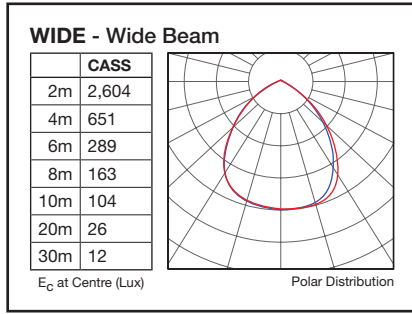 WIDE - Wide Beam
CASS
2m 2,604
4m 651
6m 289
8m 163
10m 104
20m 26
30m 12
E_C at Centre (Lux)
Polar Distribution